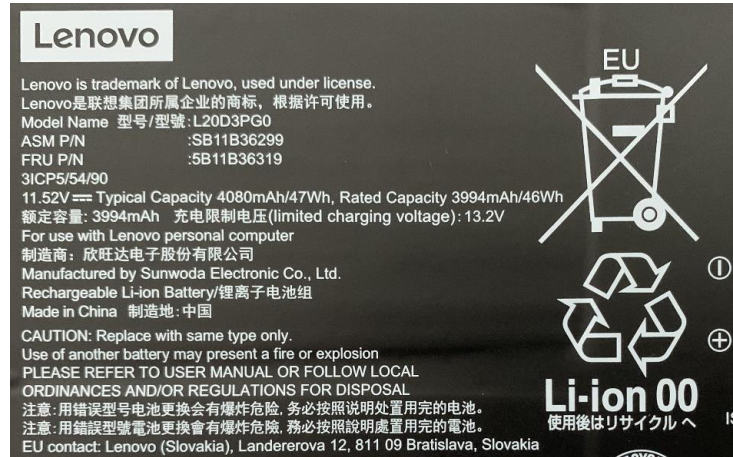 Lenovo
Lenovo is trademark of Lenovo, used under license.
Lenovo是联想集团所属企业的商标，根据许可使用。
Model Name 型号/型號:L20D3PG0
ASM P/N :SB11B36299
FRU P/N :5B11B36319
3ICP5/54/90
11.52V⎓ Typical Capacity 4080mAh/47Wh, Rated Capacity 3994mAh/46Wh
额定容量: 3994mAh 充电限制电压(limited charging voltage): 13.2V
For use with Lenovo personal computer
制造商：欣旺达电子股份有限公司
Manufactured by Sunwoda Electronic Co., Ltd.
Rechargeable Li-ion Battery/锂离子电池组
Made in China 制造地:中国
CAUTION: Replace with same type only.
Use of another battery may present a fire or explosion
PLEASE REFER TO USER MANUAL OR FOLLOW LOCAL
ORDINANCES AND/OR REGULATIONS FOR DISPOSAL
注意:用错误型号电池更换会有爆炸危险,务必按照说明处置用完的电池。
注意:用錯誤型號電池更換會有爆炸危險,務必按照說明處置用完的電池。
EU contact: Lenovo (Slovakia), Landererova 12, 811 09 Bratislava, Slovakia
EU
Li-ion 00
使用後はリサイクルへ